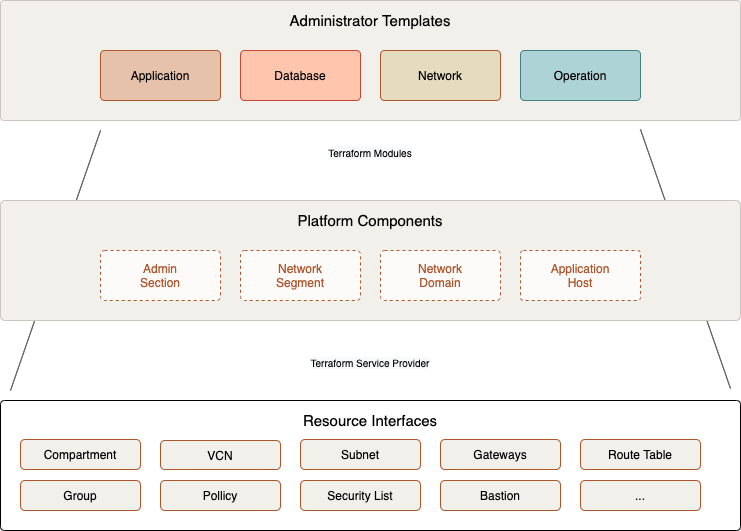 Administrator Templates
Application
Database
Network
Operation
Terraform Modules
Platform Components
Admin
Section
Network
Segment
Network
Domain
Application
Host
Terraform Service Provider
Resource Interfaces
Compartment
VCN
Subnet
Gateways
Route Table
Group
Pollicy
Security List
Bastion
...